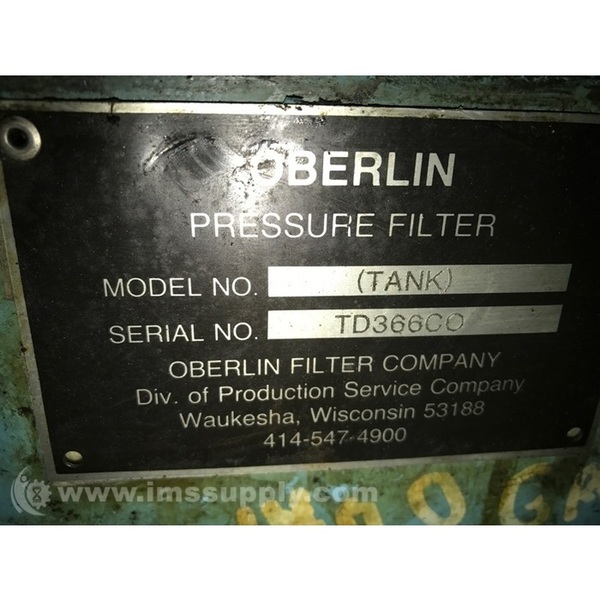 OBERLIN
PRESSURE FILTER
MODEL NO. (TANK)
SERIAL NO. TD366CO
OBERLIN FILTER COMPANY
Div. of Production Service Company
Waukesha, Wisconsin 53188
414-547-4900
www.imssupply.com